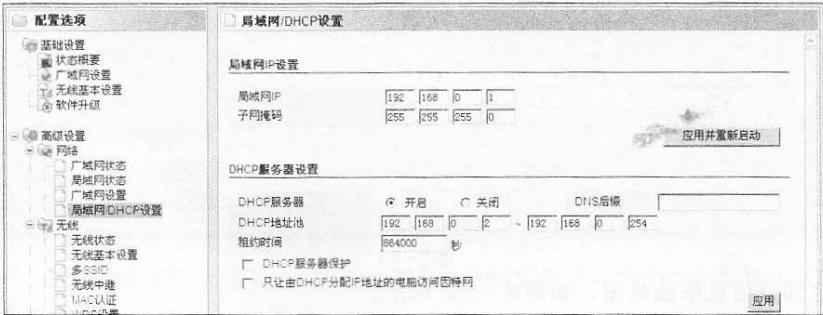 配置选项
基础设置
状态概要
广域网设置
无线基本设置
软件升级
高级设置
网络
广域网状态
局域网状态
广域网设置
局域网/DHCP设置
无线
无线状态
无线基本设置
多SSID
无线中继
MAC认证
WDS设置
局域网/DHCP设置
局域网IP设置
局域网IP 192 168 0 1
子网掩码 255 255 255 0
应用并重新启动
DHCP服务器设置
DHCP服务器 开启 关闭 DNS后缀
DHCP地址池 192 168 0 2 ~ 192 168 0 254
租约时间 864000 秒
DHCP服务器保护
只让由DHCP分配IP地址的电脑访问因特网
应用